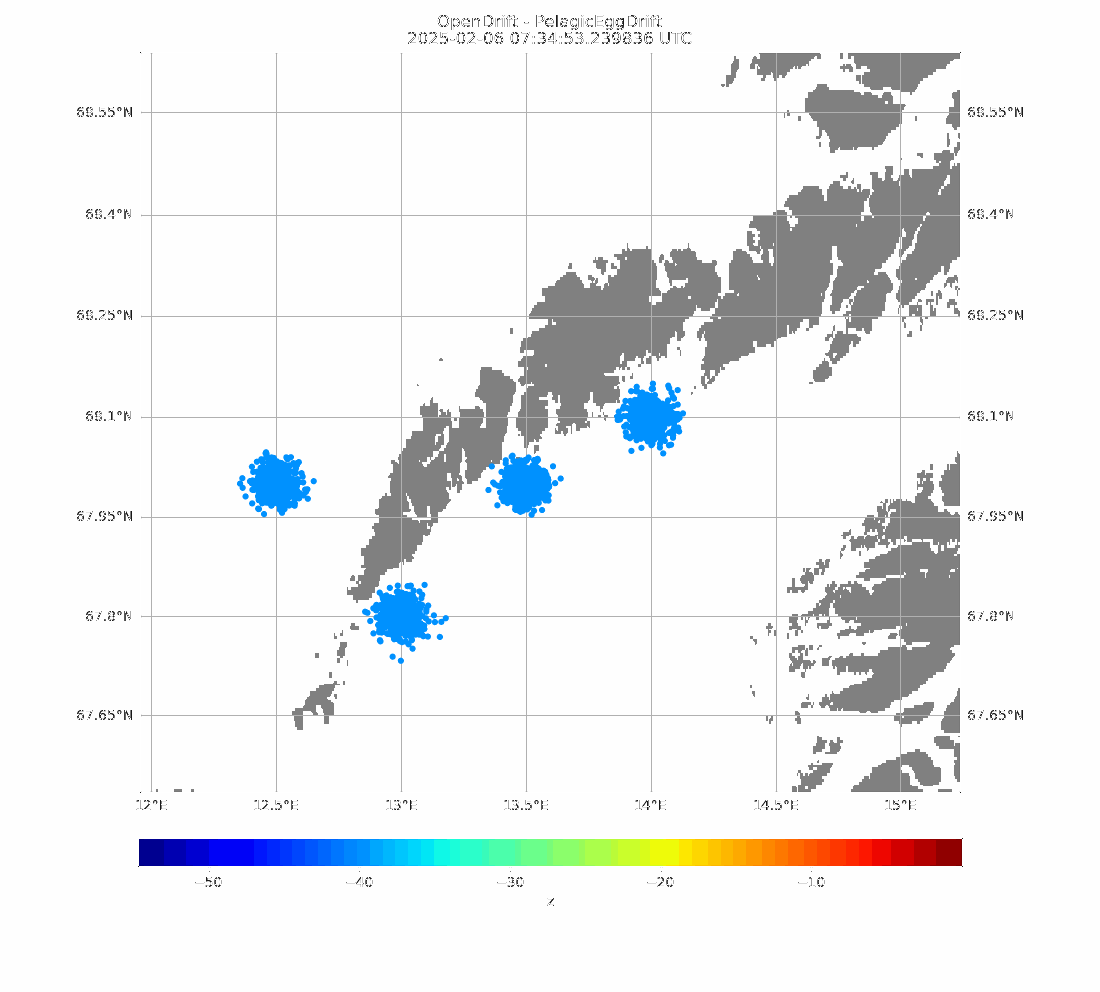 OpenDrift - PelagicEggDrift
2025-02-06 07:34:53.239836 UTC
68.55°N 68.55°N
68.4°N 68.4°N
68.25°N 68.25°N
68.1°N 68.1°N
67.95°N 67.95°N
67.8°N 67.8°N
67.65°N 67.65°N
12°E 12.5°E 13°E 13.5°E 14°E 14.5°E 15°E
−50 −40 −30 −20 −10
z